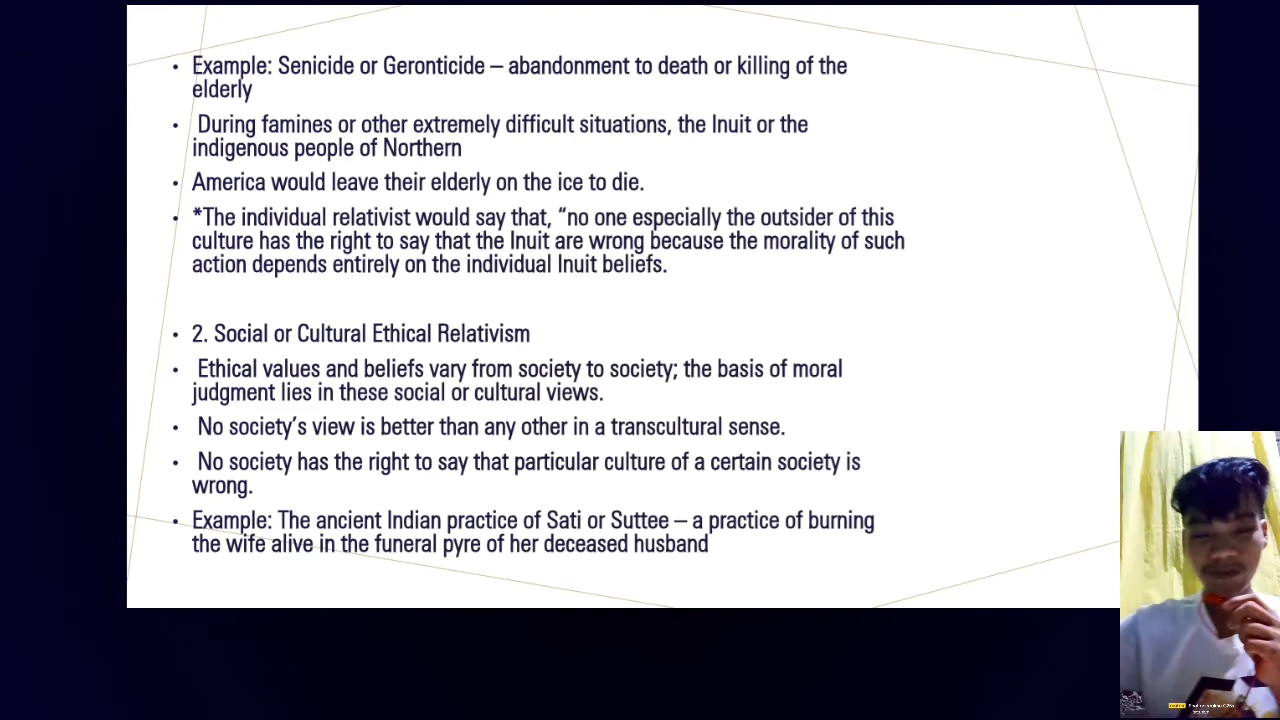 • Example: Senicide or Geronticide – abandonment to death or killing of the
elderly
• During famines or other extremely difficult situations, the Inuit or the
indigenous people of Northern
• America would leave their elderly on the ice to die.
• *The individual relativist would say that, “no one especially the outsider of this
culture has the right to say that the Inuit are wrong because the morality of such
action depends entirely on the individual Inuit beliefs.
• 2. Social or Cultural Ethical Relativism
• Ethical values and beliefs vary from society to society; the basis of moral
judgment lies in these social or cultural views.
• No society’s view is better than any other in a transcultural sense.
• No society has the right to say that particular culture of a certain society is
wrong.
• Example: The ancient Indian practice of Sati or Suttee – a practice of burning
the wife alive in the funeral pyre of her deceased husband